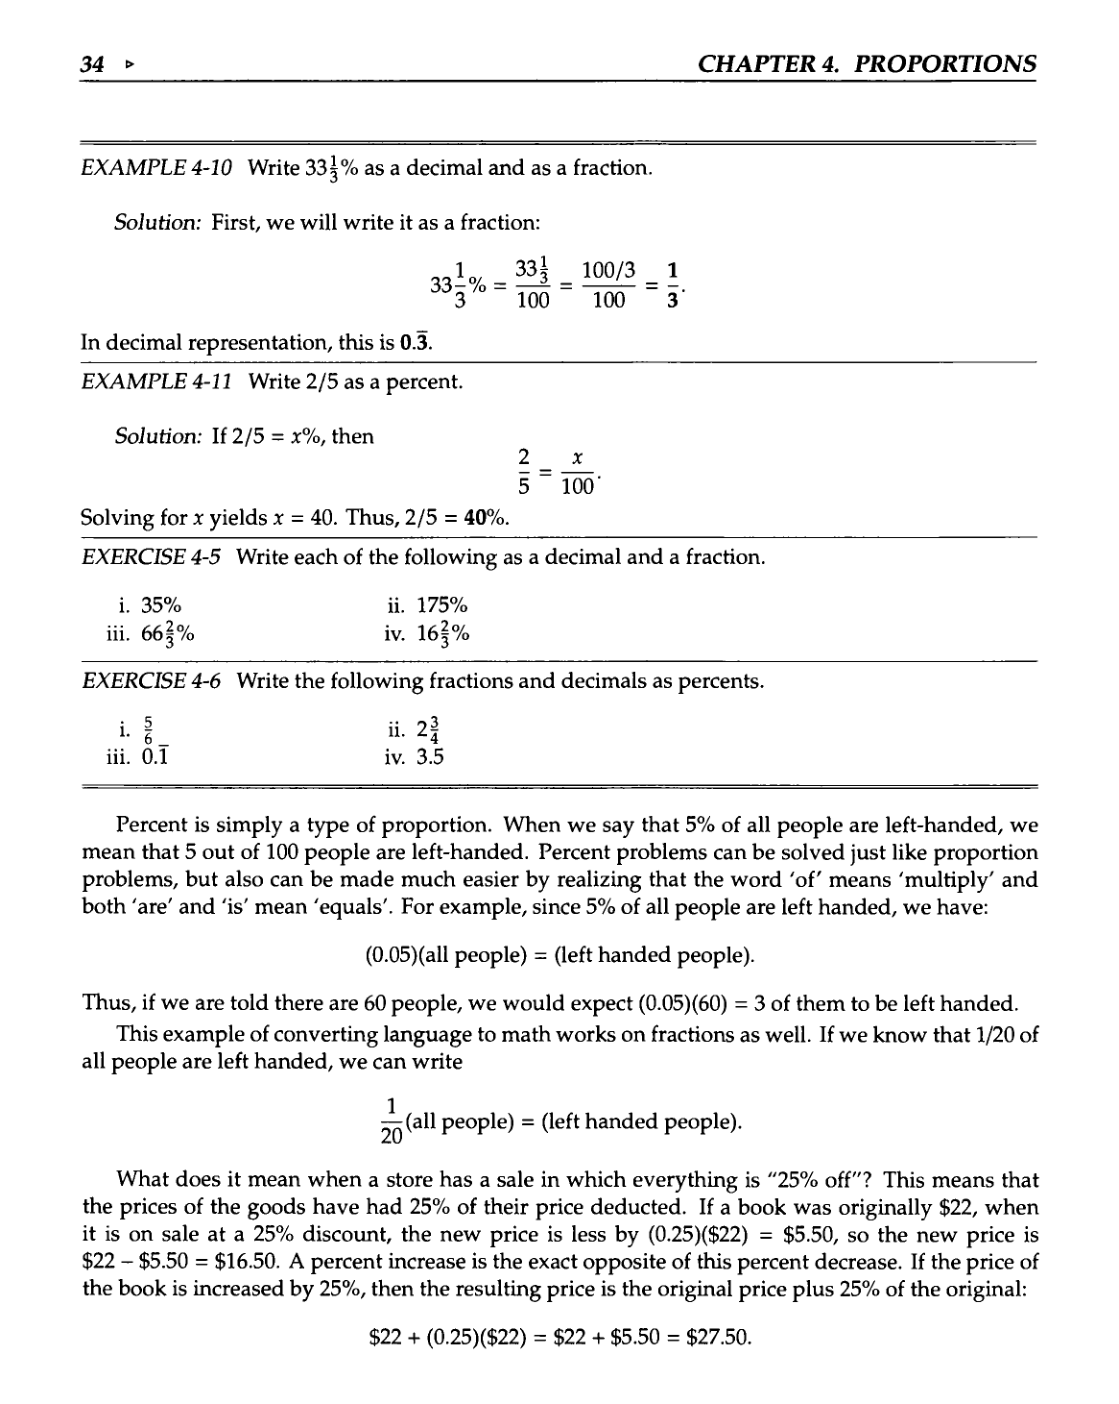 34 ▹ CHAPTER 4. PROPORTIONS
EXAMPLE 4-10 Write 33⅓% as a decimal and as a fraction.
Solution: First, we will write it as a fraction:
33 1/3 % = 33⅓ / 100 = 100/3 / 100 = 1/3.
In decimal representation, this is 0.3̅.
EXAMPLE 4-11 Write 2/5 as a percent.
Solution: If 2/5 = x%, then
2/5 = x/100.
Solving for x yields x = 40. Thus, 2/5 = 40%.
EXERCISE 4-5 Write each of the following as a decimal and a fraction.
i. 35% ii. 175%
iii. 66⅔% iv. 16⅔%
EXERCISE 4-6 Write the following fractions and decimals as percents.
i. 5/6 ii. 2¾
iii. 0.1̅ iv. 3.5
Percent is simply a type of proportion. When we say that 5% of all people are left-handed, we
mean that 5 out of 100 people are left-handed. Percent problems can be solved just like proportion
problems, but also can be made much easier by realizing that the word 'of' means 'multiply' and
both 'are' and 'is' mean 'equals'. For example, since 5% of all people are left handed, we have:
(0.05)(all people) = (left handed people).
Thus, if we are told there are 60 people, we would expect (0.05)(60) = 3 of them to be left handed.
This example of converting language to math works on fractions as well. If we know that 1/20 of
all people are left handed, we can write
1/20 (all people) = (left handed people).
What does it mean when a store has a sale in which everything is "25% off"? This means that
the prices of the goods have had 25% of their price deducted. If a book was originally $22, when
it is on sale at a 25% discount, the new price is less by (0.25)($22) = $5.50, so the new price is
$22 – $5.50 = $16.50. A percent increase is the exact opposite of this percent decrease. If the price of
the book is increased by 25%, then the resulting price is the original price plus 25% of the original:
$22 + (0.25)($22) = $22 + $5.50 = $27.50.